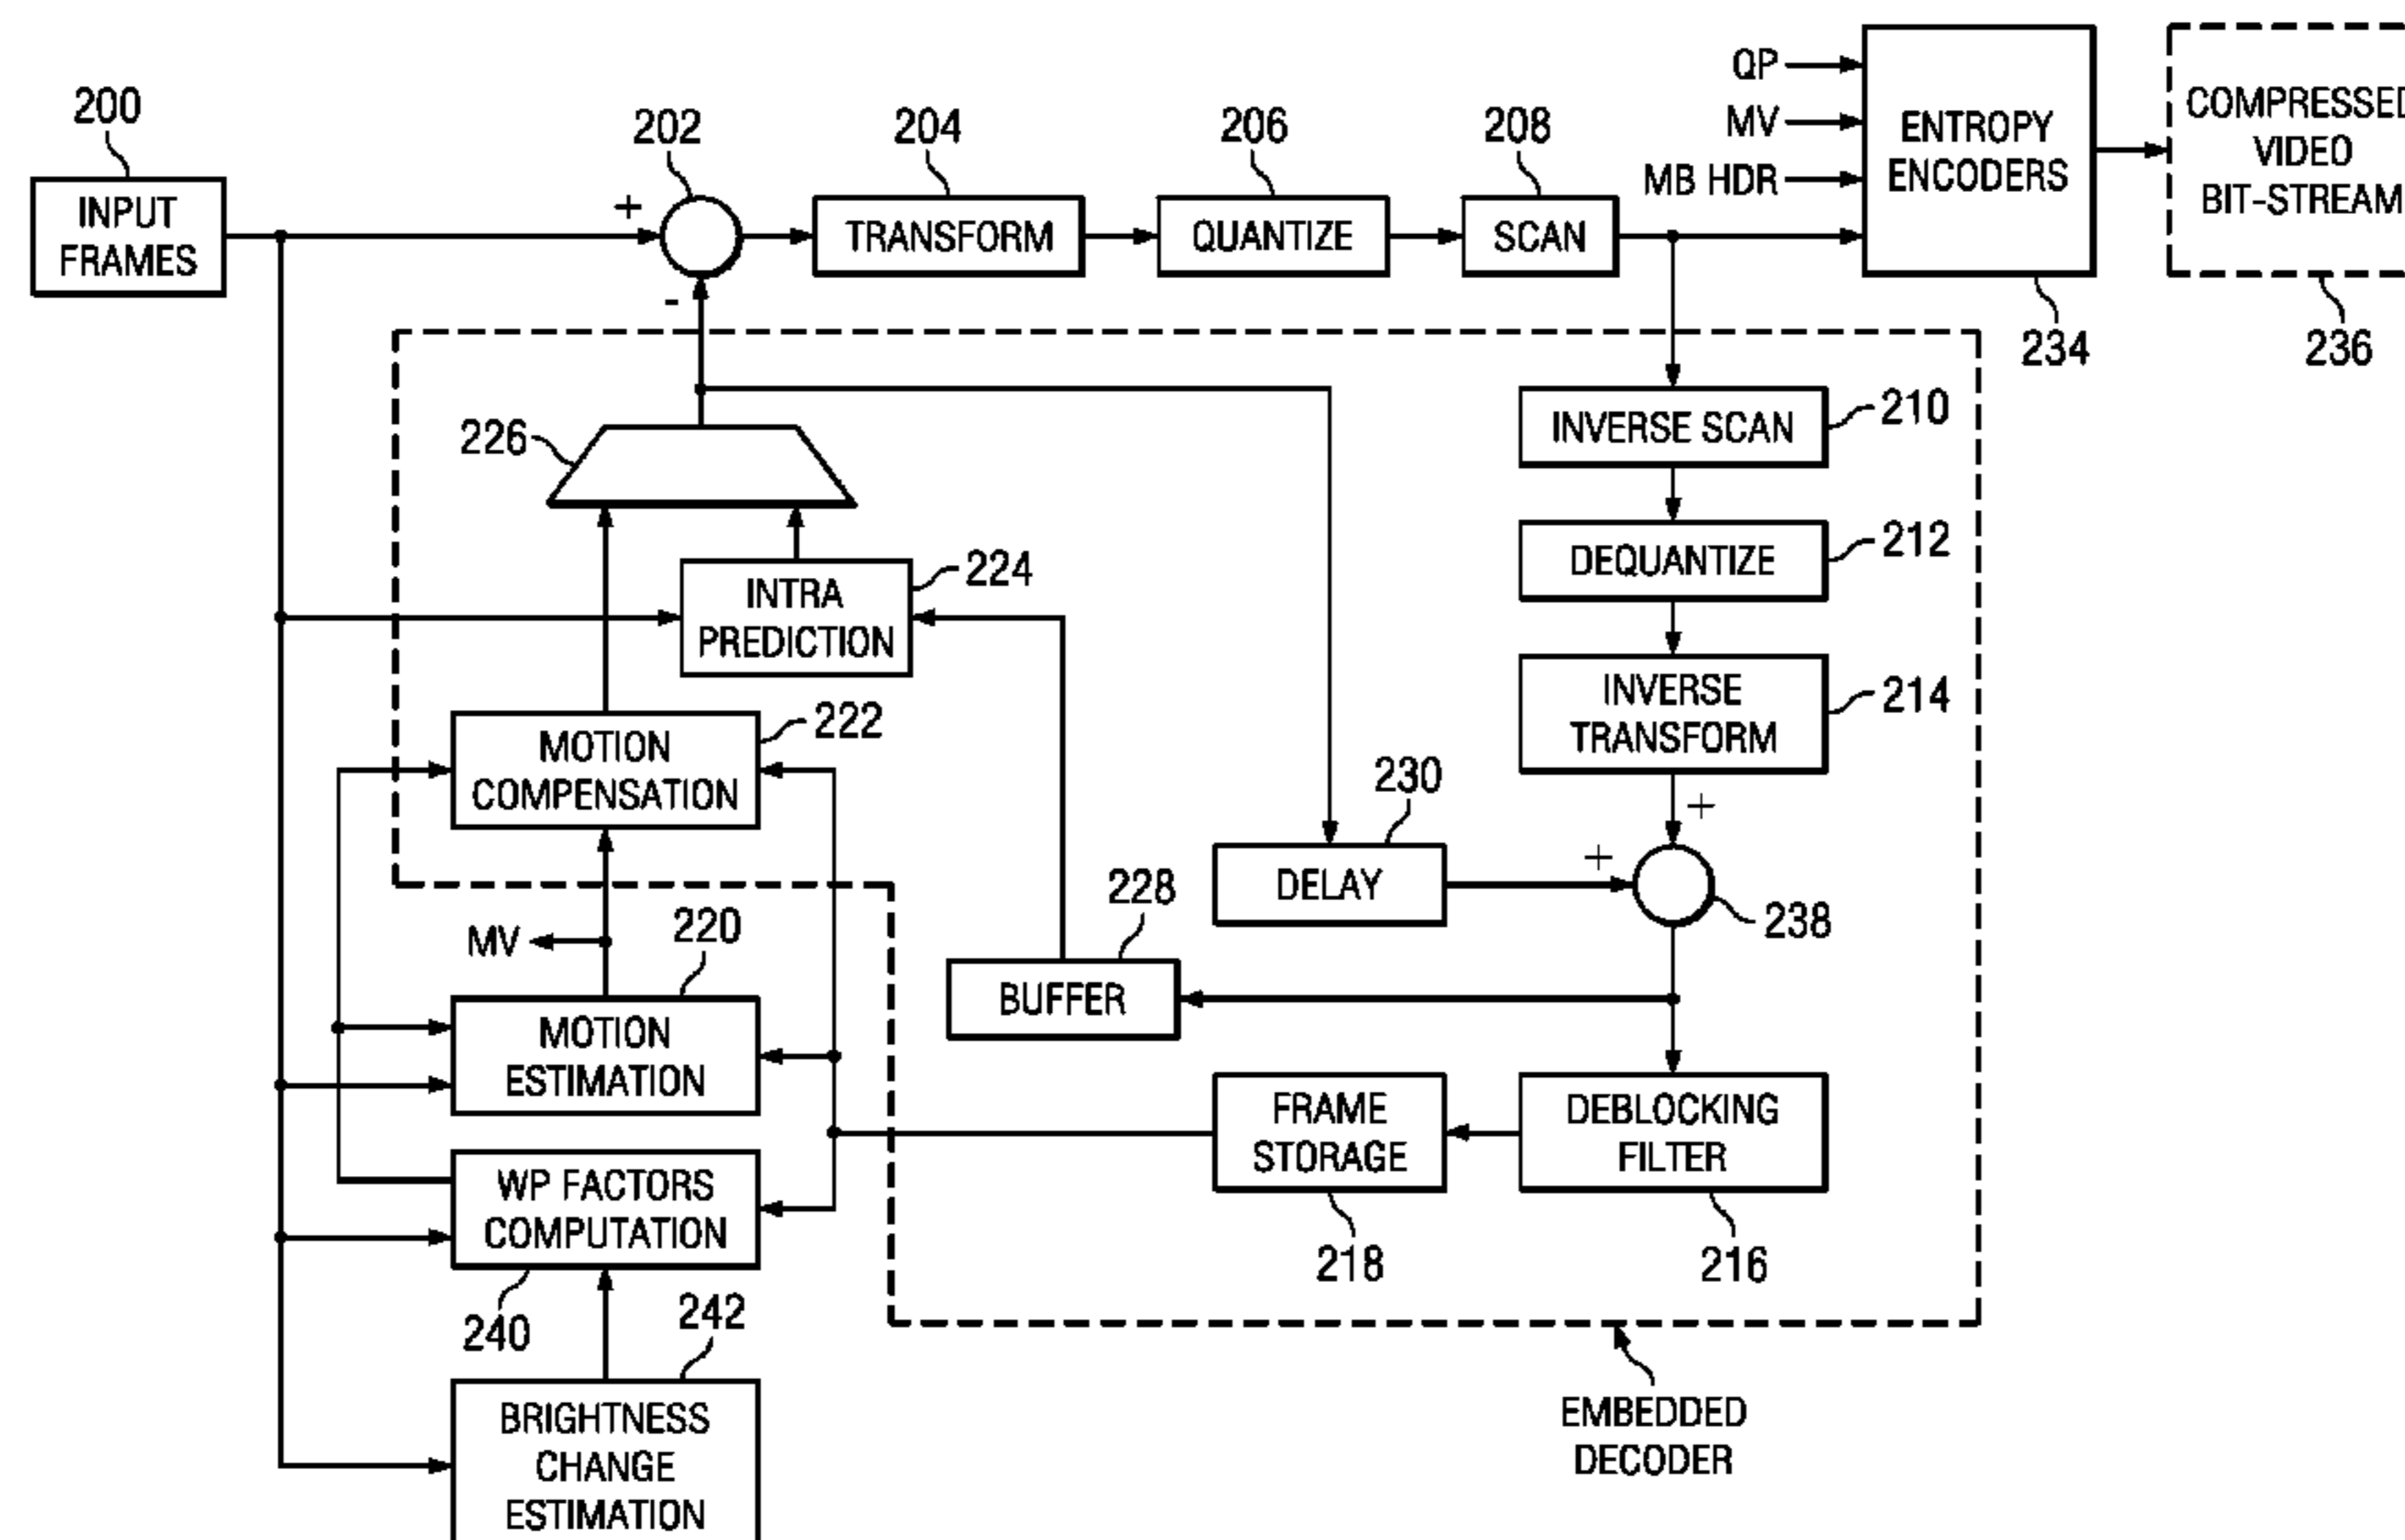 200
INPUT
FRAMES
202
+
-
204
TRANSFORM
206
QUANTIZE
208
SCAN
QP
MV
MB HDR
ENTROPY
ENCODERS
234
COMPRESSED
VIDEO
BIT-STREAM
236
226
INVERSE SCAN
210
DEQUANTIZE
212
INTRA
PREDICTION
224
INVERSE
TRANSFORM
214
MOTION
COMPENSATION
222
+
230
DELAY
+
238
228
BUFFER
MV
220
MOTION
ESTIMATION
FRAME
STORAGE
218
DEBLOCKING
FILTER
216
WP FACTORS
COMPUTATION
240
242
BRIGHTNESS
CHANGE
ESTIMATION
EMBEDDED
DECODER